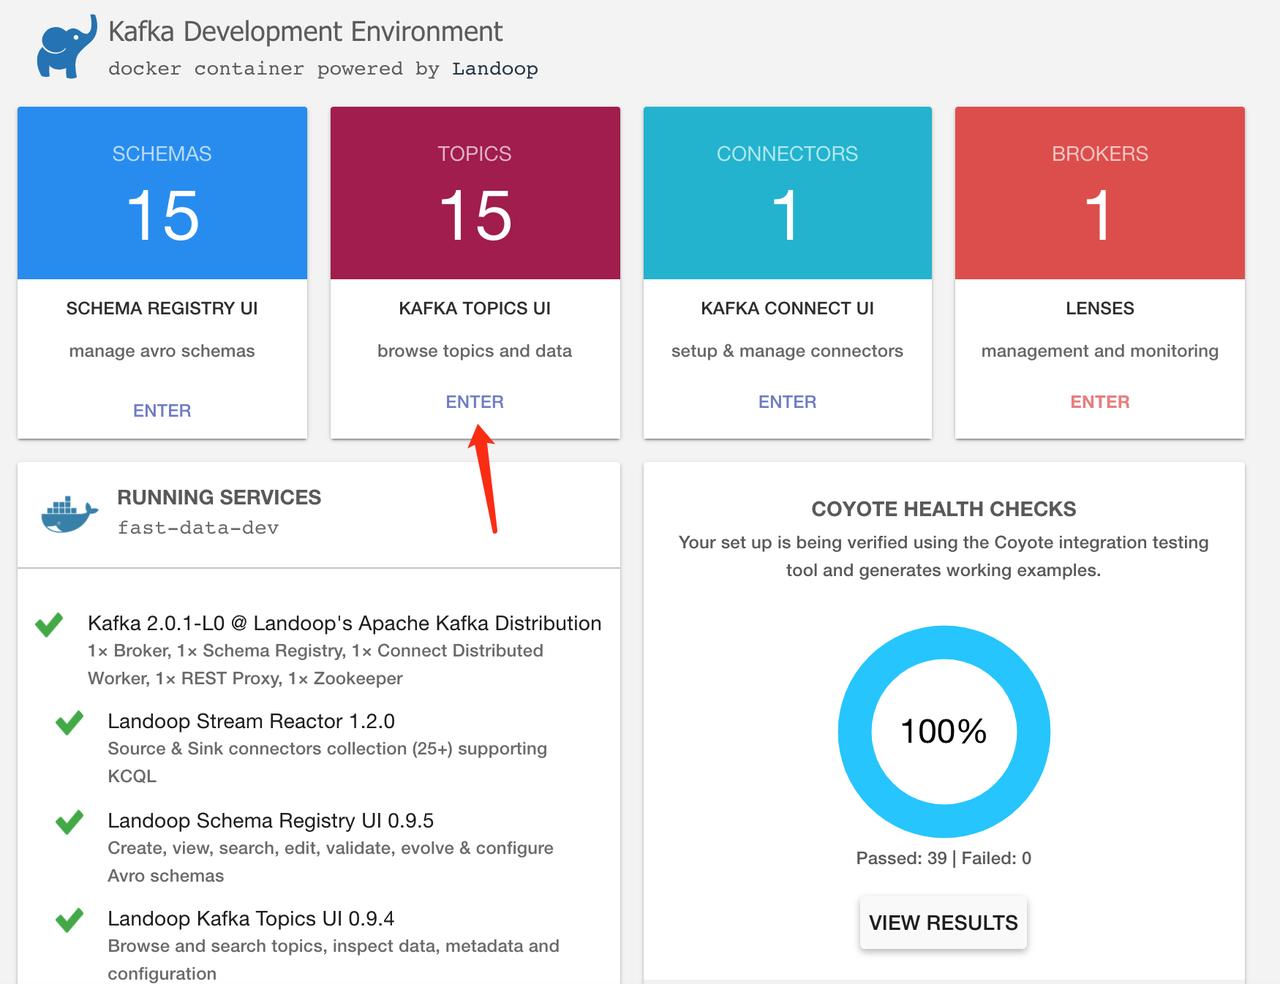 Kafka Development Environment
docker container powered by Landoop
SCHEMAS
15
SCHEMA REGISTRY UI
manage avro schemas
ENTER
TOPICS
15
KAFKA TOPICS UI
browse topics and data
ENTER
CONNECTORS
1
KAFKA CONNECT UI
setup & manage connectors
ENTER
BROKERS
1
LENSES
management and monitoring
ENTER
RUNNING SERVICES
fast-data-dev
Kafka 2.0.1-L0 @ Landoop's Apache Kafka Distribution
1× Broker, 1× Schema Registry, 1× Connect Distributed
Worker, 1× REST Proxy, 1× Zookeeper
Landoop Stream Reactor 1.2.0
Source & Sink connectors collection (25+) supporting
KCQL
Landoop Schema Registry UI 0.9.5
Create, view, search, edit, validate, evolve & configure
Avro schemas
Landoop Kafka Topics UI 0.9.4
Browse and search topics, inspect data, metadata and
configuration
COYOTE HEALTH CHECKS
Your set up is being verified using the Coyote integration testing
tool and generates working examples.
100%
Passed: 39 | Failed: 0
VIEW RESULTS